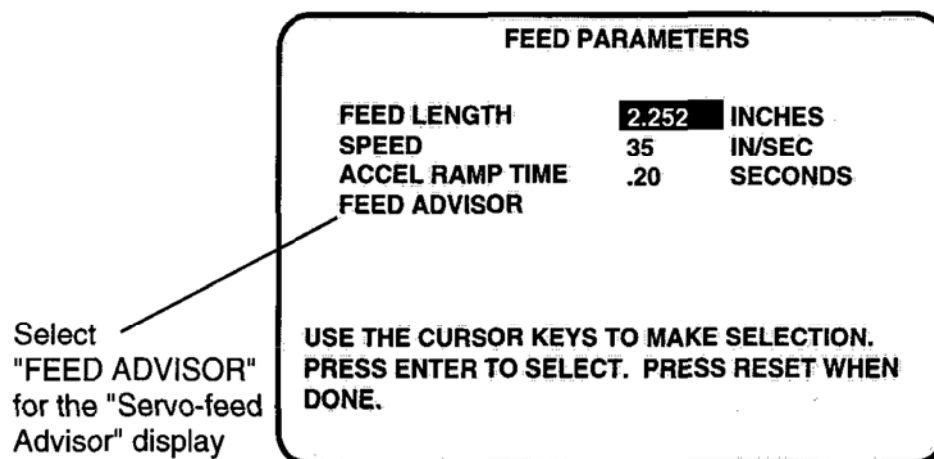 FEED PARAMETERS
FEED LENGTH 2.252 INCHES
SPEED 35 IN/SEC
ACCEL RAMP TIME .20 SECONDS
FEED ADVISOR
Select
"FEED ADVISOR"
for the "Servo-feed
Advisor" display
USE THE CURSOR KEYS TO MAKE SELECTION.
PRESS ENTER TO SELECT. PRESS RESET WHEN
DONE.